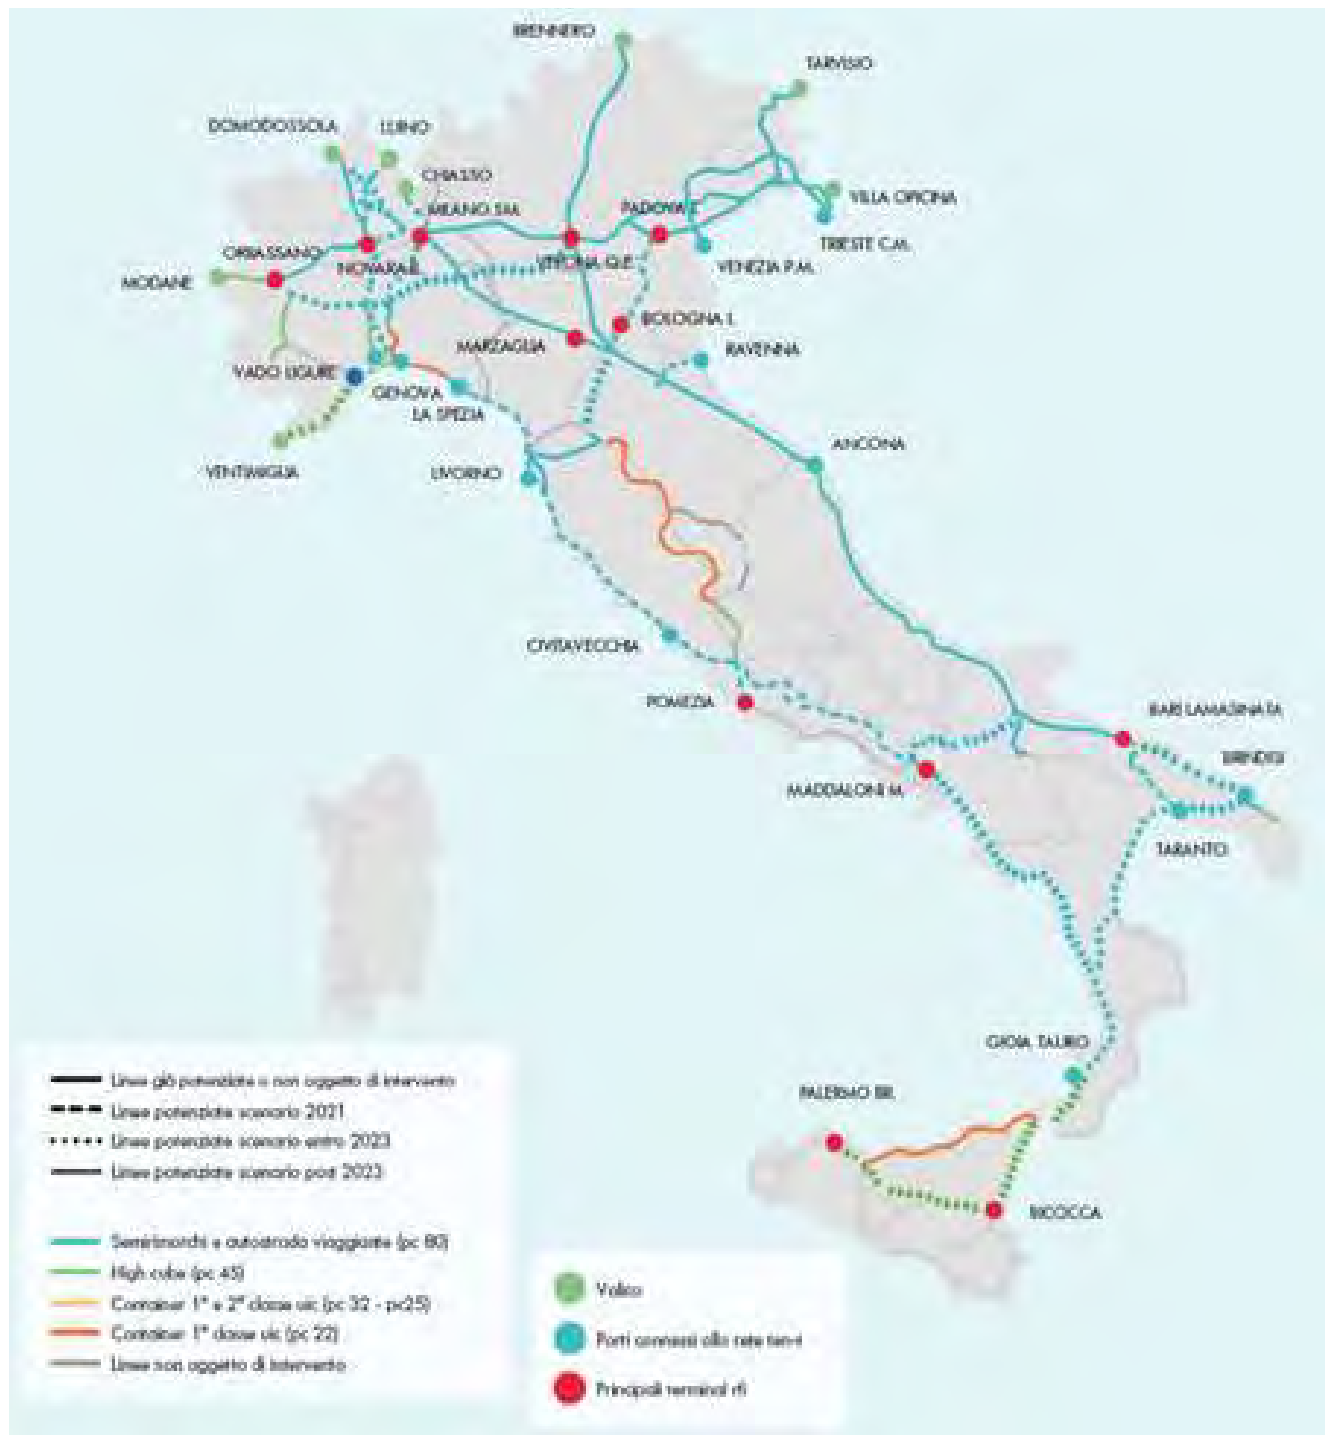 BRENNERO
TARVISIO
DOMODOSSOLA
LUINO
CHIASSO
VILLA OPICINA
MILANO SM.
PADOVA I.
TRIESTE C.M.
ORBASSANO
NOVARA B.
VERONA Q.E.
VENEZIA P.M.
MODANE
BOLOGNA I.
MARZAGLIA
RAVENNA
VADO LIGURE
GENOVA
LA SPEZIA
ANCONA
VENTIMIGLIA
LIVORNO
CIVITAVECCHIA
POMEZIA
BARI LAMASINATA
BRINDISI
MADDALONI M.
TARANTO
GIOIA TAURO
PALERMO BR.
BICOCCA
Linee già potenziate o non oggetto di intervento
Linee potenziate scenario 2021
Linee potenziate scenario entro 2023
Linee potenziate scenario post 2023
Semirimorchi e autostrada viaggiante (pc 80)
High cube (pc 45)
Container 1ª e 2ª classe uic (pc 32 - pc25)
Container 1ª classe uic (pc 22)
Linee non oggetto di intervento
Valico
Porti connessi alla rete ten-t
Principali terminal rfi